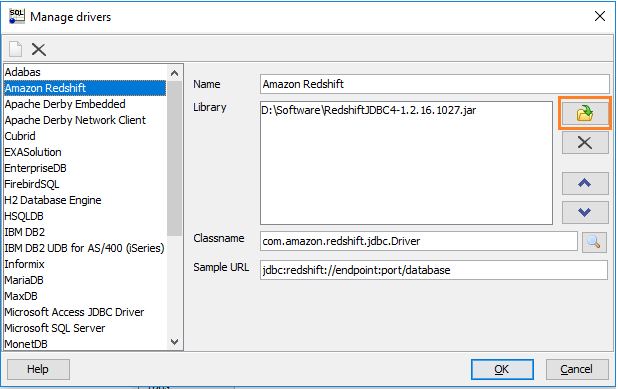 SQL
Manage drivers
Adabas
Amazon Redshift
Apache Derby Embedded
Apache Derby Network Client
Cubrid
EXASolution
EnterpriseDB
FirebirdSQL
H2 Database Engine
HSQLDB
IBM DB2
IBM DB2 UDB for AS/400 (iSeries)
Informix
MariaDB
MaxDB
Microsoft Access JDBC Driver
Microsoft SQL Server
MonetDB
Name
Amazon Redshift
Library
D:\Software\RedshiftJDBC4-1.2.16.1027.jar
Classname
com.amazon.redshift.jdbc.Driver
Sample URL
jdbc:redshift://endpoint:port/database
Help
OK
Cancel